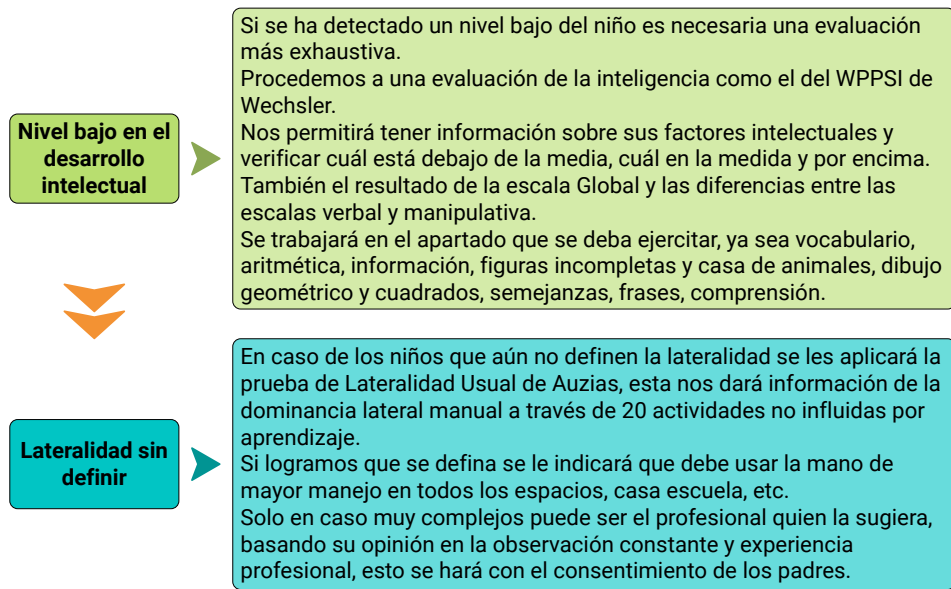 Nivel bajo en el
desarrollo
intelectual
Si se ha detectado un nivel bajo del niño es necesaria una evaluación
más exhaustiva.
Procedemos a una evaluación de la inteligencia como el del WPPSI de
Wechsler.
Nos permitirá tener información sobre sus factores intelectuales y
verificar cuál está debajo de la media, cuál en la medida y por encima.
También el resultado de la escala Global y las diferencias entre las
escalas verbal y manipulativa.
Se trabajará en el apartado que se deba ejercitar, ya sea vocabulario,
aritmética, información, figuras incompletas y casa de animales, dibujo
geométrico y cuadrados, semejanzas, frases, comprensión.
Lateralidad sin
definir
En caso de los niños que aún no definen la lateralidad se les aplicará la
prueba de Lateralidad Usual de Auzias, esta nos dará información de la
dominancia lateral manual a través de 20 actividades no influidas por
aprendizaje.
Si logramos que se defina se le indicará que debe usar la mano de
mayor manejo en todos los espacios, casa escuela, etc.
Solo en caso muy complejos puede ser el profesional quien la sugiera,
basando su opinión en la observación constante y experiencia
profesional, esto se hará con el consentimiento de los padres.